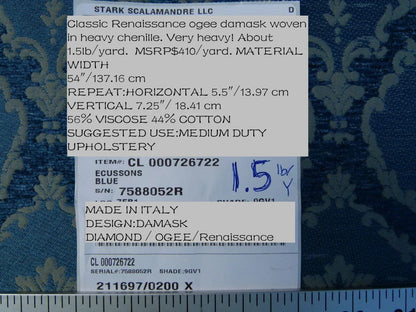 STARK SCALAMANDRE LLC D
Classic Renaissance ogee damask woven
in heavy chenille. Very heavy! About
1.5lb/yard. MSRP$410/yard. MATERIAL
WIDTH
54"/137.16 cm
REPEAT:HORIZONTAL 5.5"/13.97 cm
VERTICAL 7.25"/ 18.41 cm
56% VISCOSE 44% COTTON
SUGGESTED USE:MEDIUM DUTY
UPHOLSTERY
ITEM#: CL 000726722
ECUSSONS
BLUE
S/N: 7588052R
1.5 lbr
Y
MADE IN ITALY
DESIGN:DAMASK
DIAMOND / OGEE/Renaissance
CL 000726722
SERIAL#:7588052R SHADE:9GV1
211697/0200 X